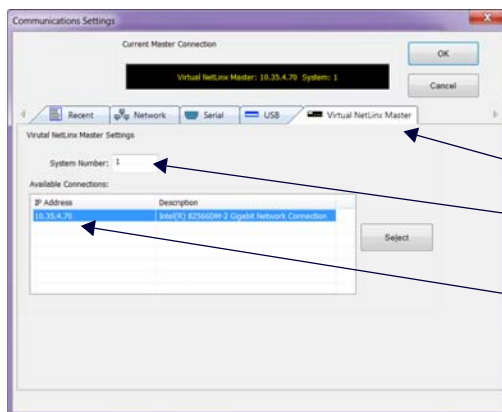 Communications Settings
Current Master Connection
OK
Virtual NetLinx Master: 10.35.4.70 System: 1
Cancel
Recent
Network
Serial
USB
Virtual NetLinx Master
Virutal NetLinx Master Settings
System Number: 1
Available Connections:
IP Address Description
10.35.4.70 Intel(R) 82566DM-2 Gigabit Network Connection
Select